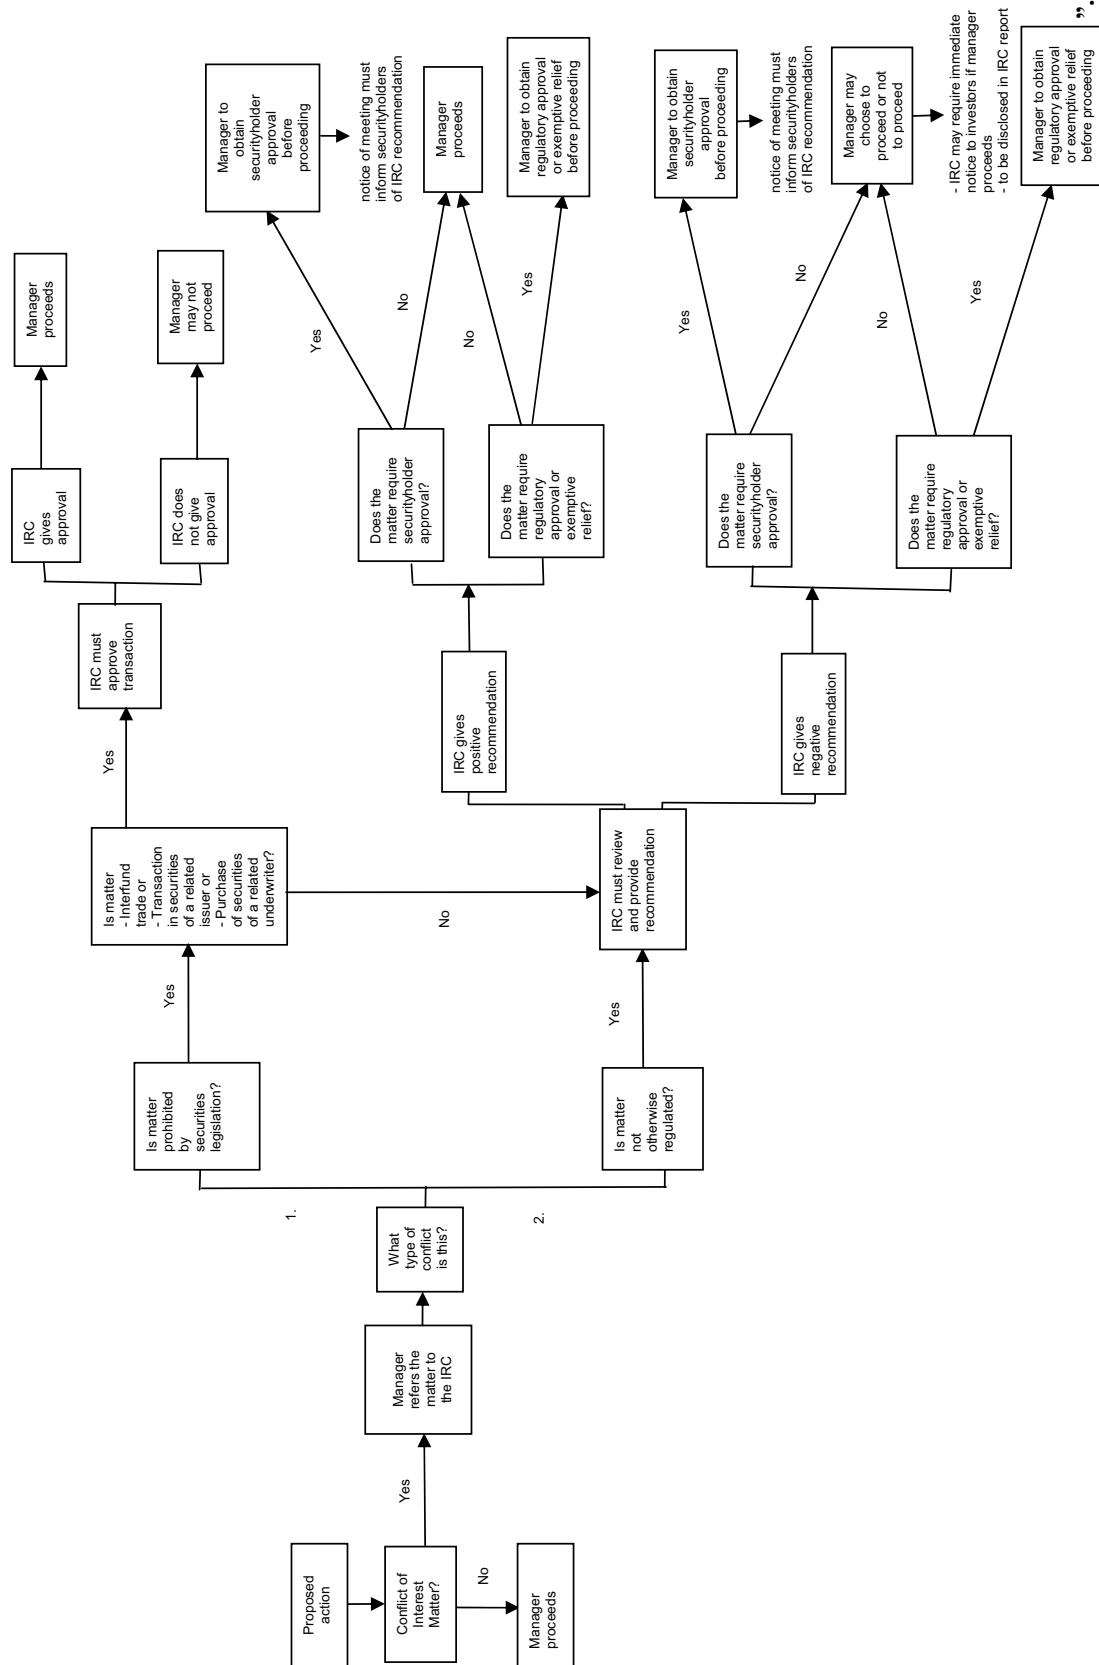 Proposed
action
Conflict of
Interest
Matter?
No
Manager
proceeds
Yes
Manager
refers the
matter to
the IRC
What
type of
conflict
is this?
1.
2.
Is matter
prohibited
by
securities
legislation?
Yes
Is matter
- Interfund
trade or
- Transaction
in securities
of a related
issuer or
- Purchase
of securities
of a related
underwriter?
Yes
No
IRC must
approve
transaction
IRC
gives
approval
Manager
proceeds
IRC does
not give
approval
Manager
may not
proceed
Is matter
not
otherwise
regulated?
Yes
IRC must review
and provide
recommendation
IRC gives
positive
recommendation
Does the
matter require
securityholder
approval?
Yes
Manager to
obtain
securityholder
approval
before
proceeding
notice of meeting must
inform securityholders
of IRC recommendation
No
Manager
proceeds
Does the
matter require
regulatory
approval or
exemptive
relief?
No
Yes
Manager to obtain
regulatory approval
or exemptive relief
before proceeding
IRC gives
negative
recommendation
Does the
matter require
securityholder
approval?
Yes
Manager to obtain
securityholder
approval
before proceeding
notice of meeting must
inform securityholders
of IRC recommendation
No
Manager may
choose to
proceed or not
to proceed
- IRC may require immediate
notice to investors if manager
proceeds
- to be disclosed in IRC report
Does the
matter require
regulatory
approval or
exemptive
relief?
No
Yes
Manager to obtain
regulatory approval
or exemptive relief
before proceeding
”.